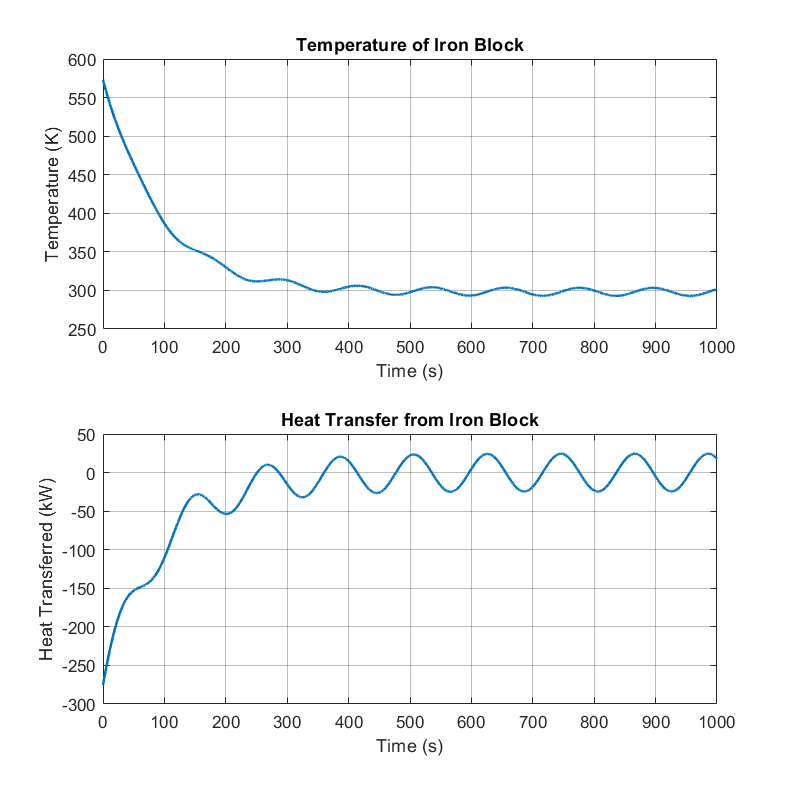 Temperature of Iron Block
600
550
500
450
400
350
300
250
Temperature (K)
0 100 200 300 400 500 600 700 800 900 1000
Time (s)
Heat Transfer from Iron Block
50
0
-50
-100
-150
-200
-250
-300
Heat Transferred (kW)
0 100 200 300 400 500 600 700 800 900 1000
Time (s)